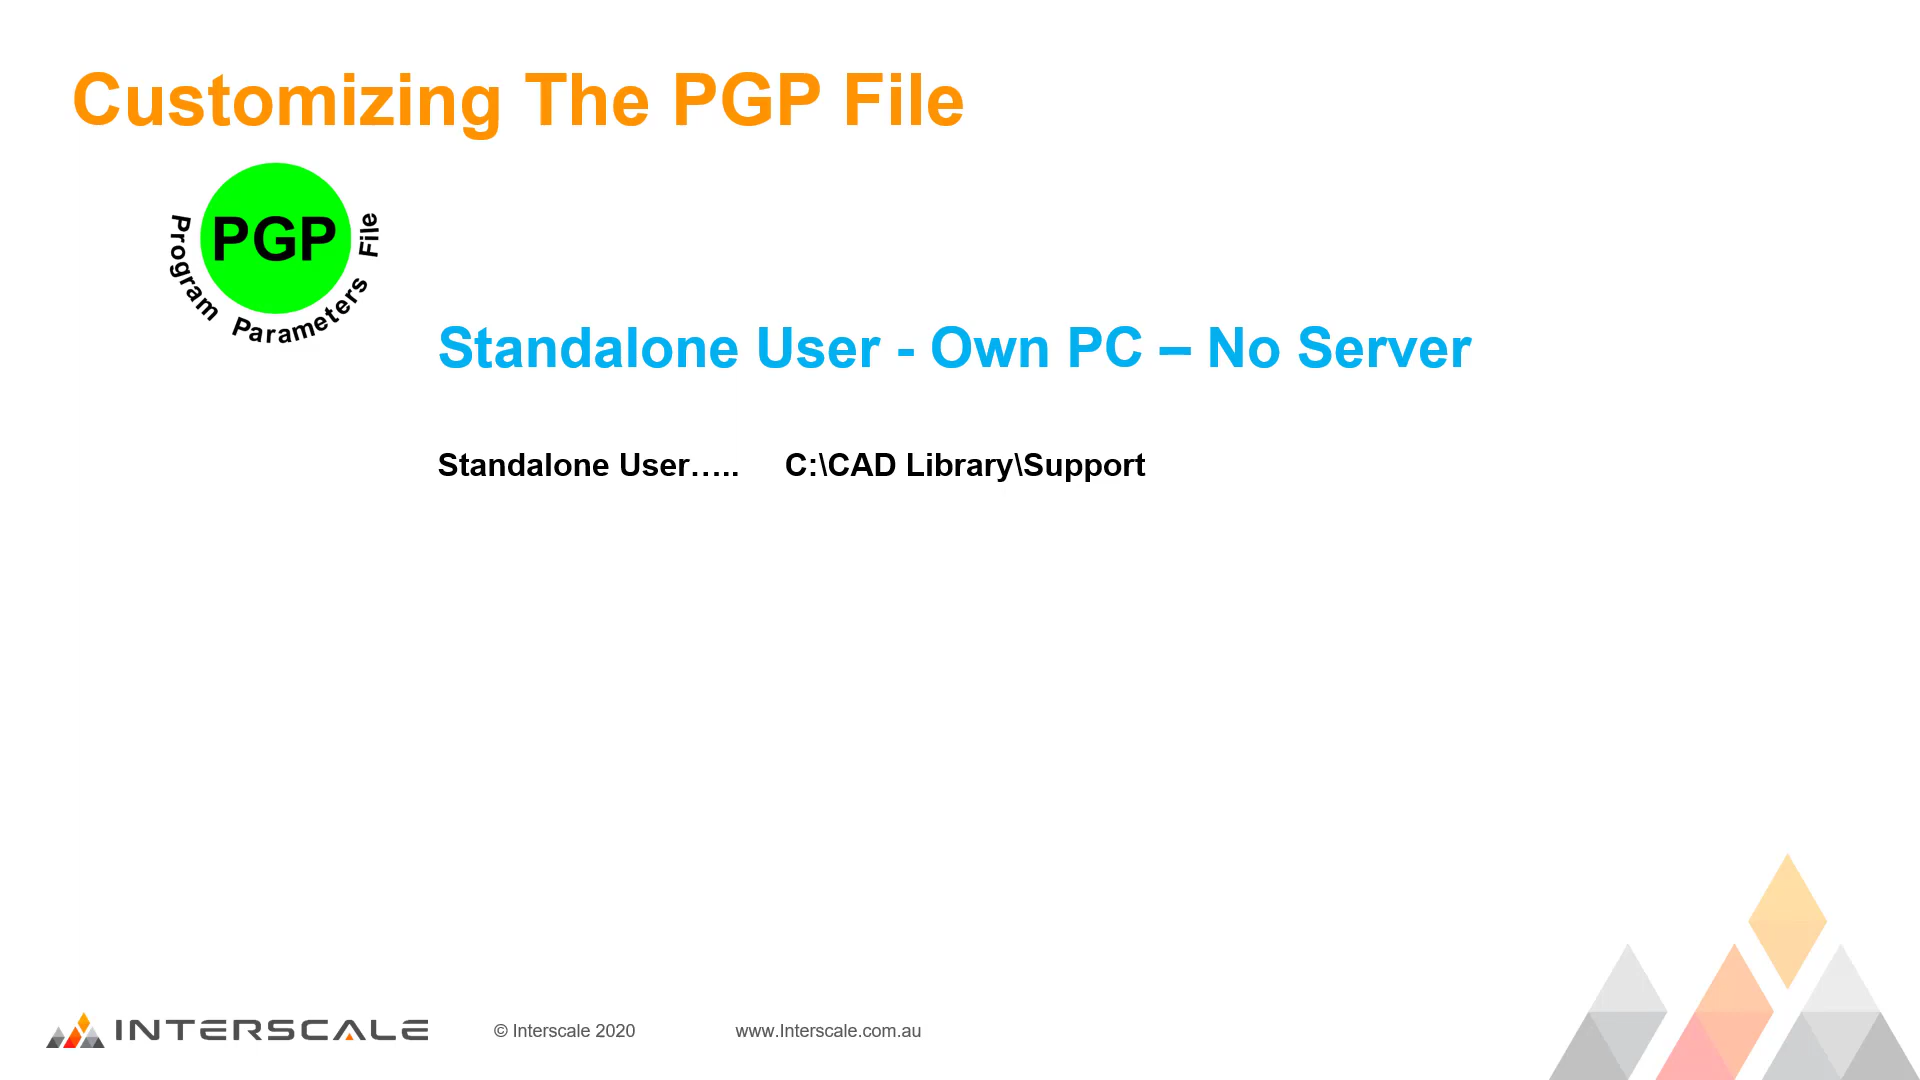 Customizing The PGP File
PGP
Program Parameters File
Standalone User - Own PC – No Server
Standalone User….. C:\CAD Library\Support
INTERSCALE
© Interscale 2020
www.Interscale.com.au